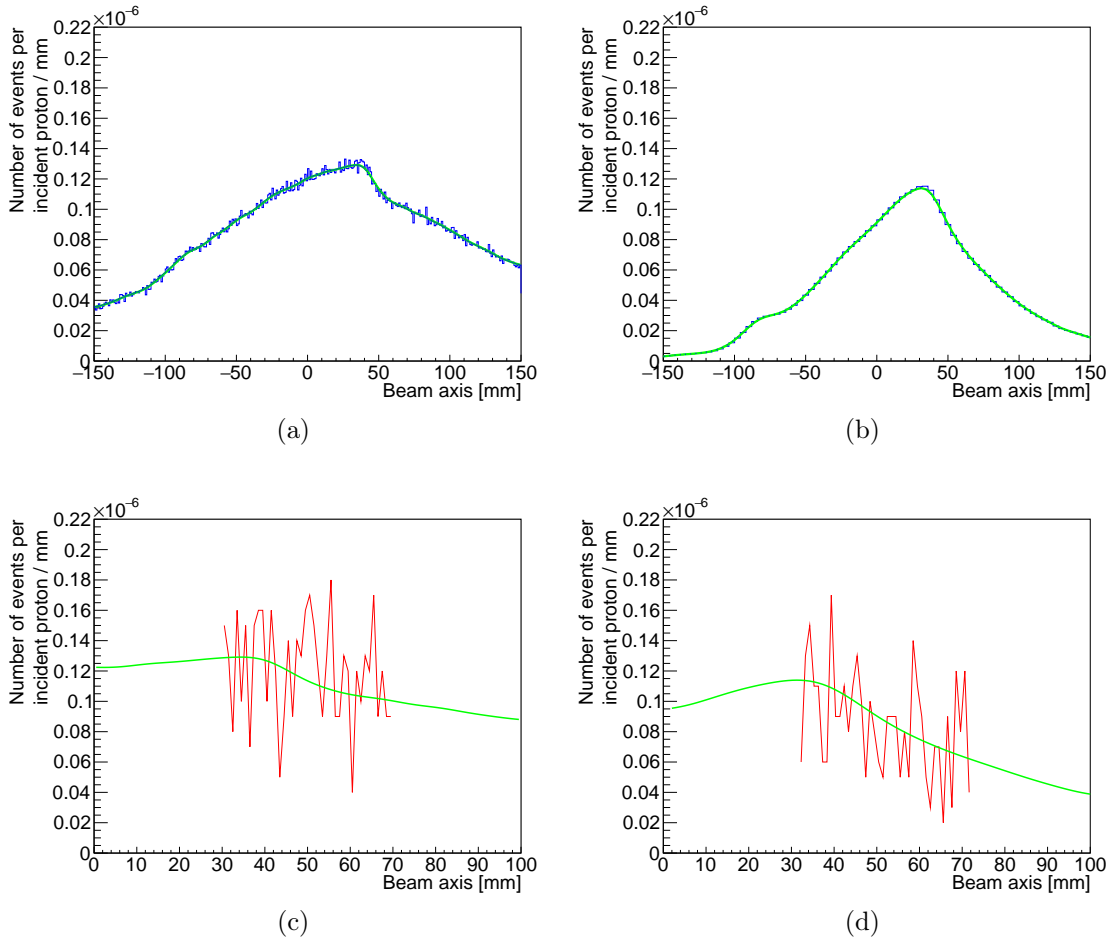 ×10⁻⁶
Number of events per
incident proton / mm
0.22
0.2
0.18
0.16
0.14
0.12
0.1
0.08
0.06
0.04
0.02
0
−150 −100 −50 0 50 100 150
Beam axis [mm]
(a)
×10⁻⁶
Number of events per
incident proton / mm
0.22
0.2
0.18
0.16
0.14
0.12
0.1
0.08
0.06
0.04
0.02
0
−150 −100 −50 0 50 100 150
Beam axis [mm]
(b)
×10⁻⁶
Number of events per
incident proton / mm
0.22
0.2
0.18
0.16
0.14
0.12
0.1
0.08
0.06
0.04
0.02
0
0 10 20 30 40 50 60 70 80 90 100
Beam axis [mm]
(c)
×10⁻⁶
Number of events per
incident proton / mm
0.22
0.2
0.18
0.16
0.14
0.12
0.1
0.08
0.06
0.04
0.02
0
0 10 20 30 40 50 60 70 80 90 100
Beam axis [mm]
(d)